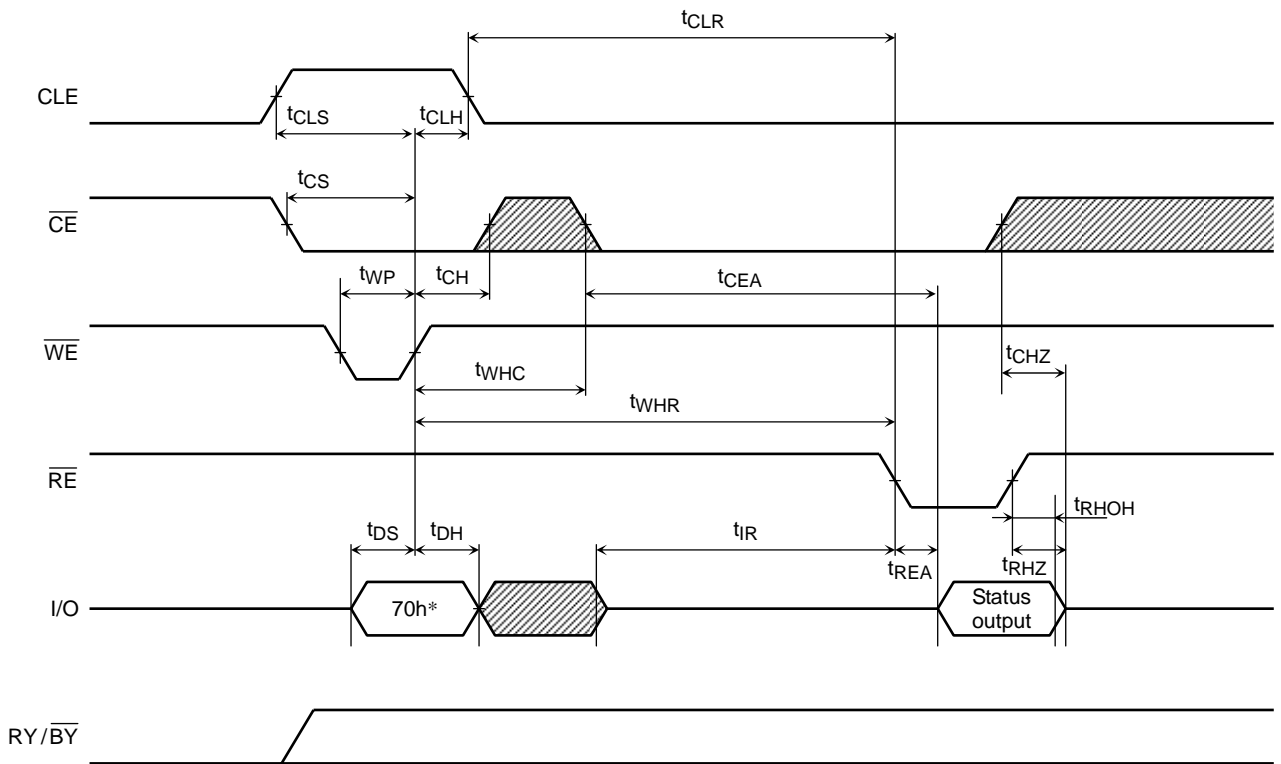 tCLR
CLE
tCLS
tCLH
tCS
CE
tWP
tCH
tCEA
WE
tCHZ
tWHC
tWHR
RE
tDS
tDH
tIR
tRHOH
tREA
tRHZ
I/O
70h*
Status
output
RY/BY